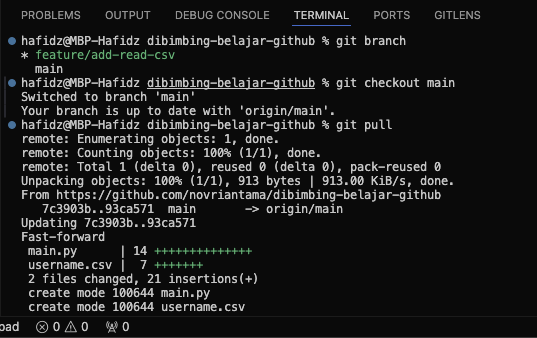 PROBLEMS OUTPUT DEBUG CONSOLE TERMINAL PORTS GITLENS
hafidz@MBP-Hafidz dibimbing-belajar-github % git branch
* feature/add-read-csv
main
hafidz@MBP-Hafidz dibimbing-belajar-github % git checkout main
Switched to branch 'main'
Your branch is up to date with 'origin/main'.
hafidz@MBP-Hafidz dibimbing-belajar-github % git pull
remote: Enumerating objects: 1, done.
remote: Counting objects: 100% (1/1), done.
remote: Total 1 (delta 0), reused 0 (delta 0), pack-reused 0
Unpacking objects: 100% (1/1), 913 bytes | 913.00 KiB/s, done.
From https://github.com/novriantama/dibimbing-belajar-github
7c3903b..93ca571 main -> origin/main
Updating 7c3903b..93ca571
Fast-forward
main.py | 14 ++++++++++++++
username.csv | 7 +++++++
2 files changed, 21 insertions(+)
create mode 100644 main.py
create mode 100644 username.csv
pad 0 0 0